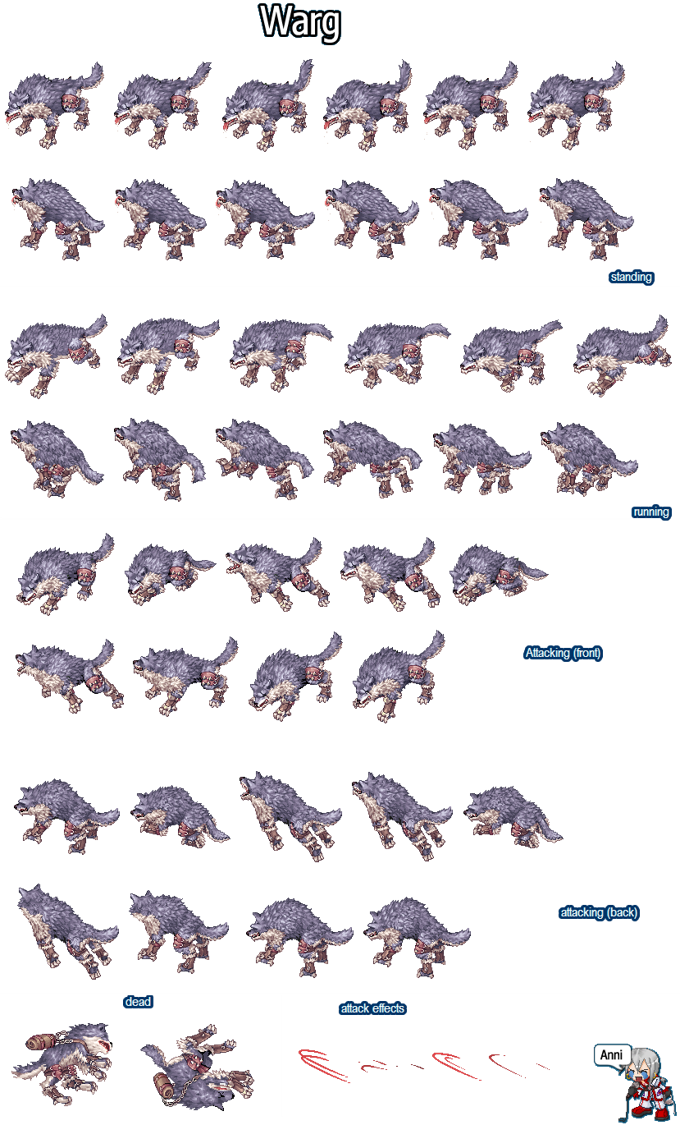 Warg
standing
running
Attacking (front)
attacking (back)
dead
attack effects
Anni